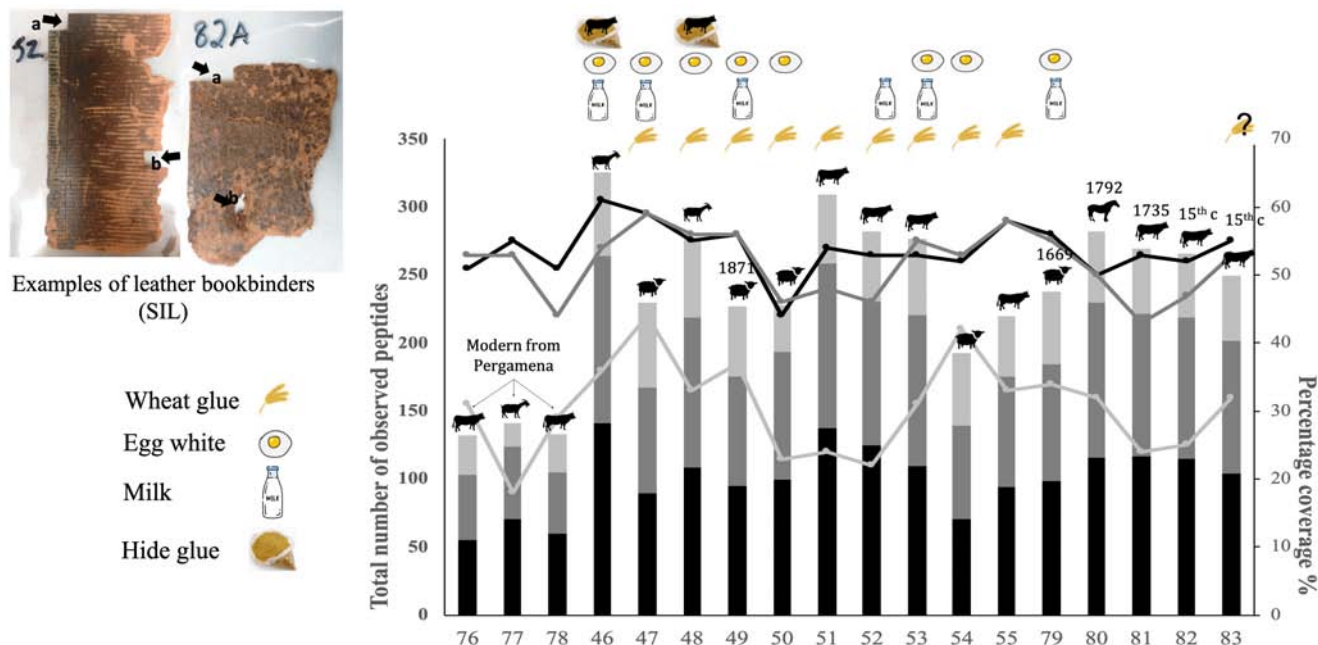 52
a
b
82A
a
b
Examples of leather bookbinders
(SIL)
Wheat glue
Egg white
Milk
MILK
Hide glue
MILK
MILK
MILK
MILK
MILK
MILK
?
Total number of observed peptides
350
300
250
200
150
100
50
0
Modern from
Pergamena
1871
1669
1792
1735
15th c
15th c
70
60
50
40
30
20
10
0
Percentage coverage %
76 77 78 46 47 48 49 50 51 52 53 54 55 79 80 81 82 83